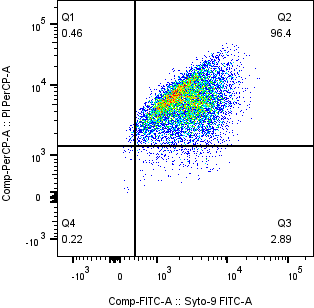 Q1
0.46
Q2
96.4
10⁵
10⁴
10³
0
-10³
Q4
0.22
Q3
2.89
-10³
0
10³
10⁴
10⁵
Comp-PerCP-A :: PI PerCP-A
Comp-FITC-A :: Syto-9 FITC-A